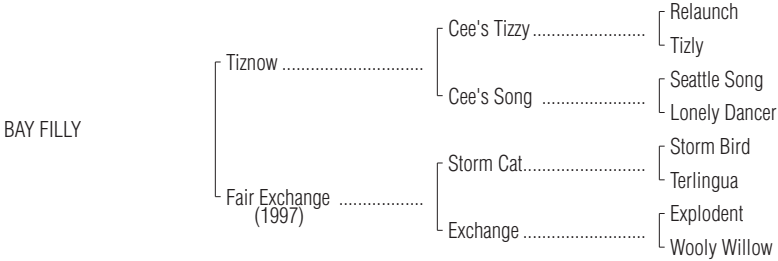 Relaunch
Cee's Tizzy
Tizly
Tiznow
Seattle Song
Cee's Song
Lonely Dancer
BAY FILLY
Storm Bird
Storm Cat
Terlingua
Fair Exchange
(1997)
Explodent
Exchange
Wooly Willow